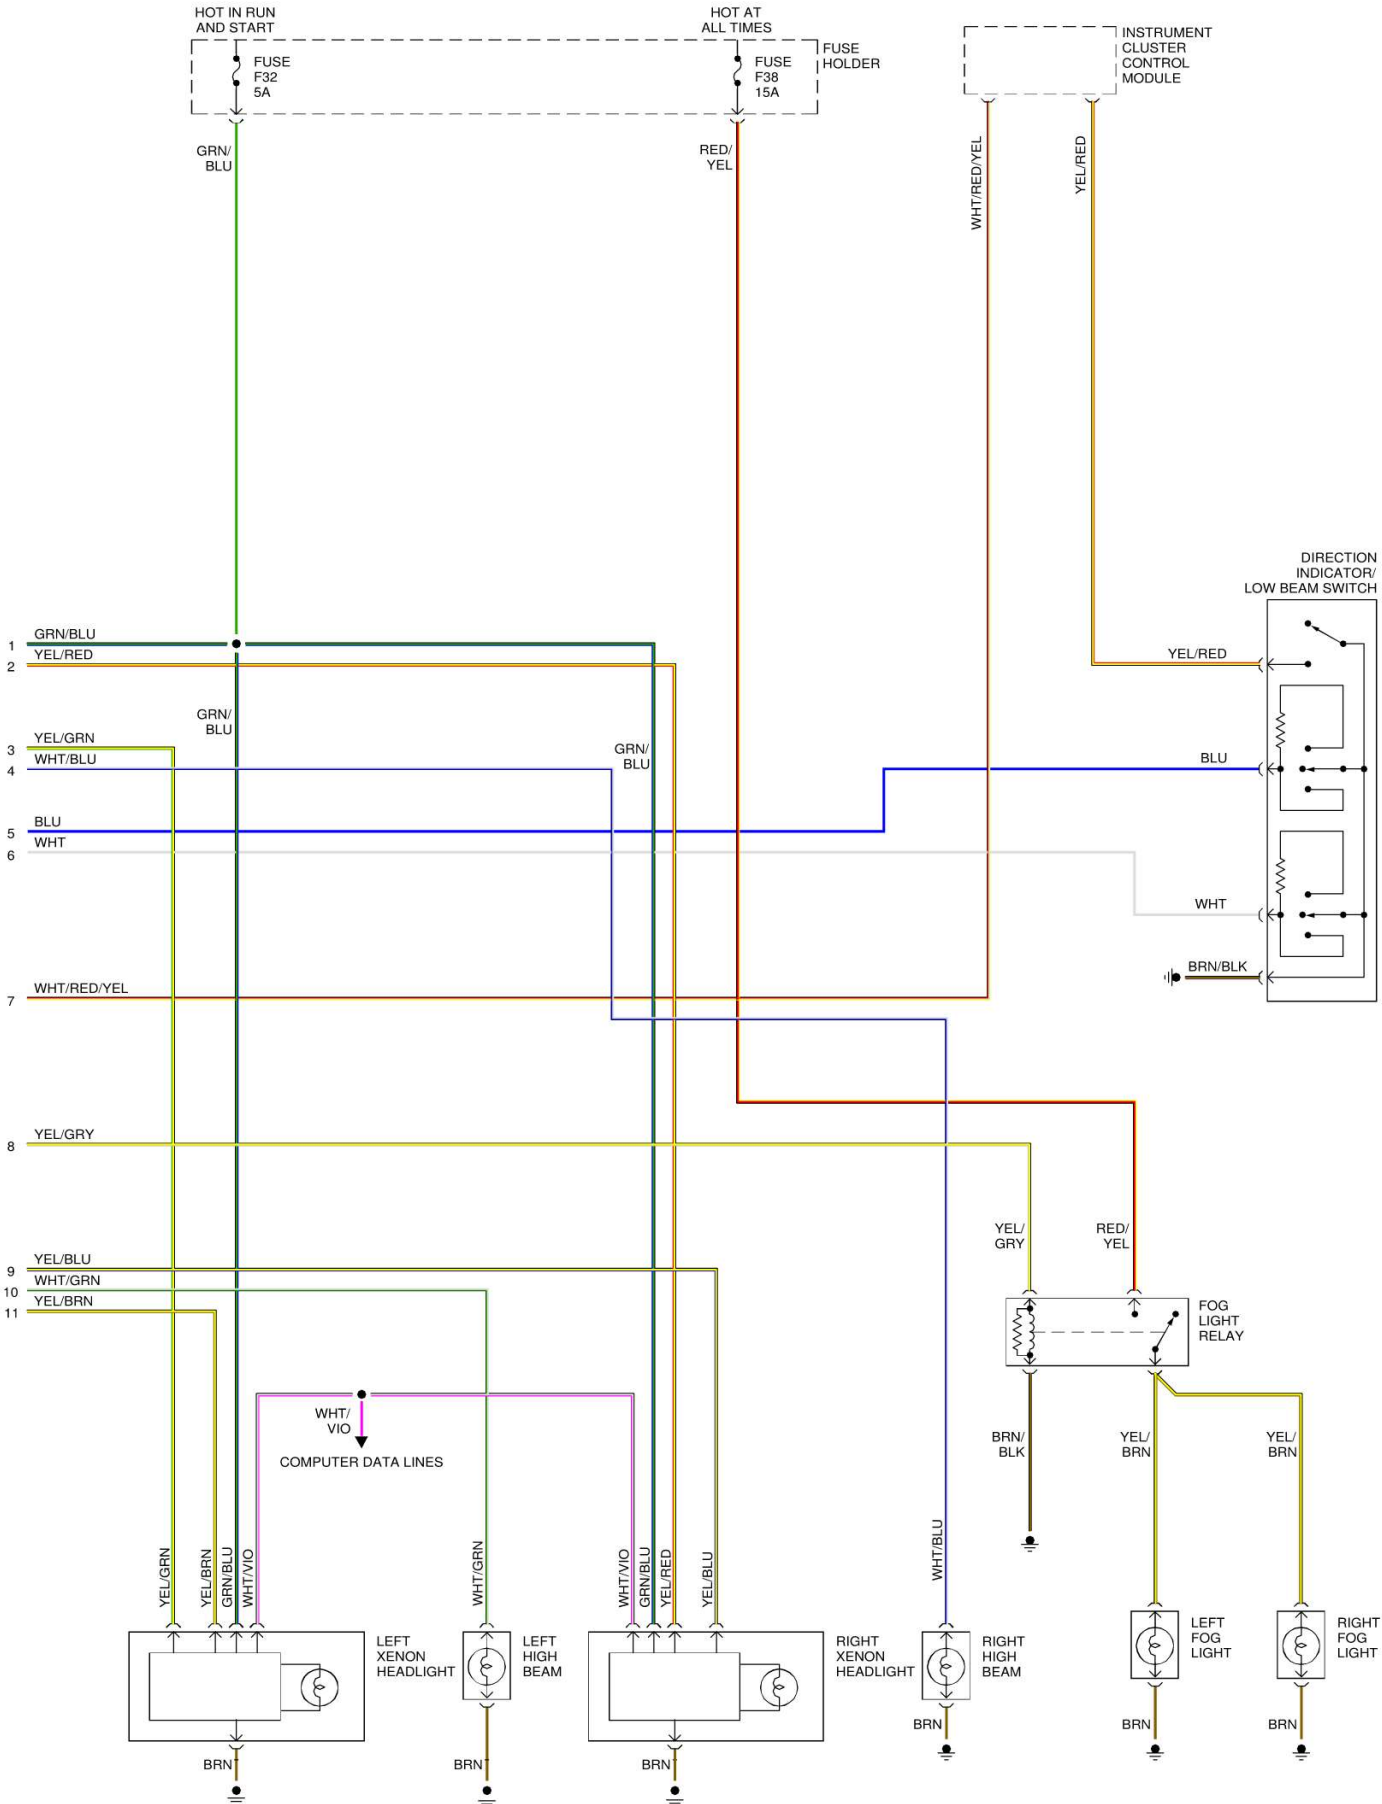 HOT IN RUN
AND START
HOT AT
ALL TIMES
FUSE
F32
5A
FUSE
F38
15A
FUSE
HOLDER
INSTRUMENT
CLUSTER
CONTROL
MODULE
GRN/
BLU
RED/
YEL
WHT/RED/YEL
YEL/RED
DIRECTION
INDICATOR/
LOW BEAM SWITCH
1 GRN/BLU
2 YEL/RED
YEL/RED
GRN/
BLU
3 YEL/GRN
4 WHT/BLU
GRN/
BLU
BLU
5 BLU
6 WHT
WHT
BRN/BLK
7 WHT/RED/YEL
8 YEL/GRY
YEL/
GRY
RED/
YEL
9 YEL/BLU
10 WHT/GRN
11 YEL/BRN
FOG
LIGHT
RELAY
WHT/
VIO
COMPUTER DATA LINES
BRN/
BLK
YEL/
BRN
YEL/
BRN
YEL/GRN
YEL/BRN
GRN/BLU
WHT/VIO
WHT/GRN
WHT/VIO
GRN/BLU
YEL/RED
YEL/BLU
WHT/BLU
LEFT
XENON
HEADLIGHT
LEFT
HIGH
BEAM
RIGHT
XENON
HEADLIGHT
RIGHT
HIGH
BEAM
LEFT
FOG
LIGHT
RIGHT
FOG
LIGHT
BRN
BRN
BRN
BRN
BRN
BRN